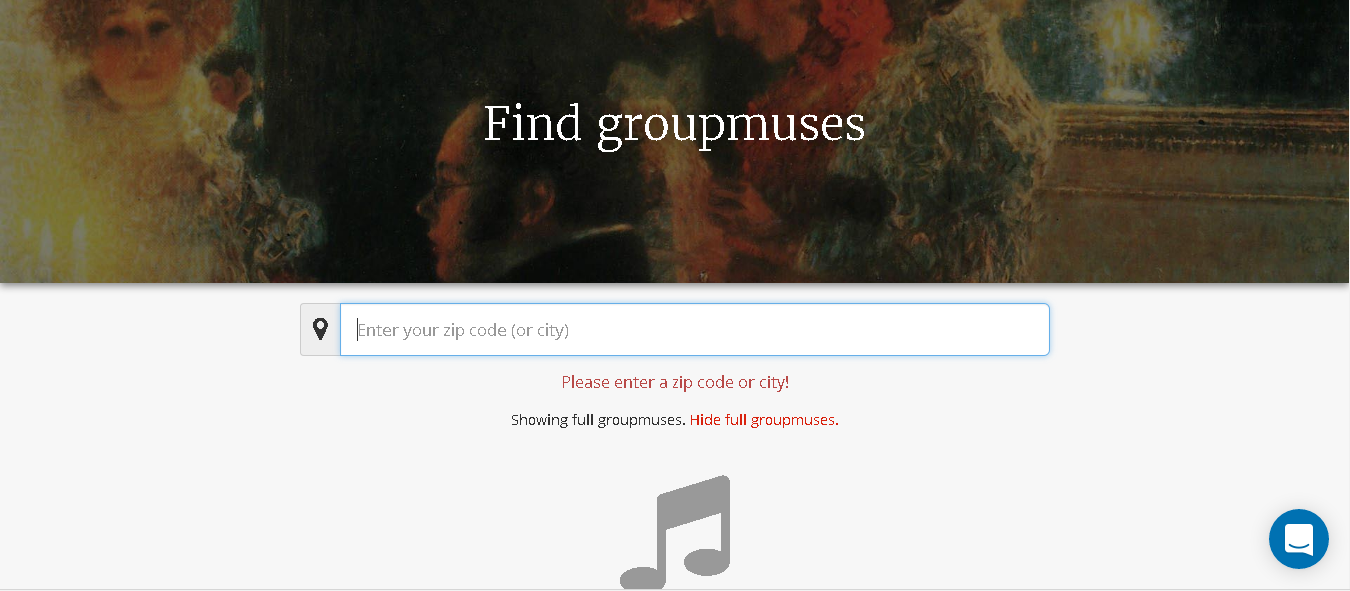 Find groupmuses
Enter your zip code (or city)
Please enter a zip code or city!
Showing full groupmuses. Hide full groupmuses.